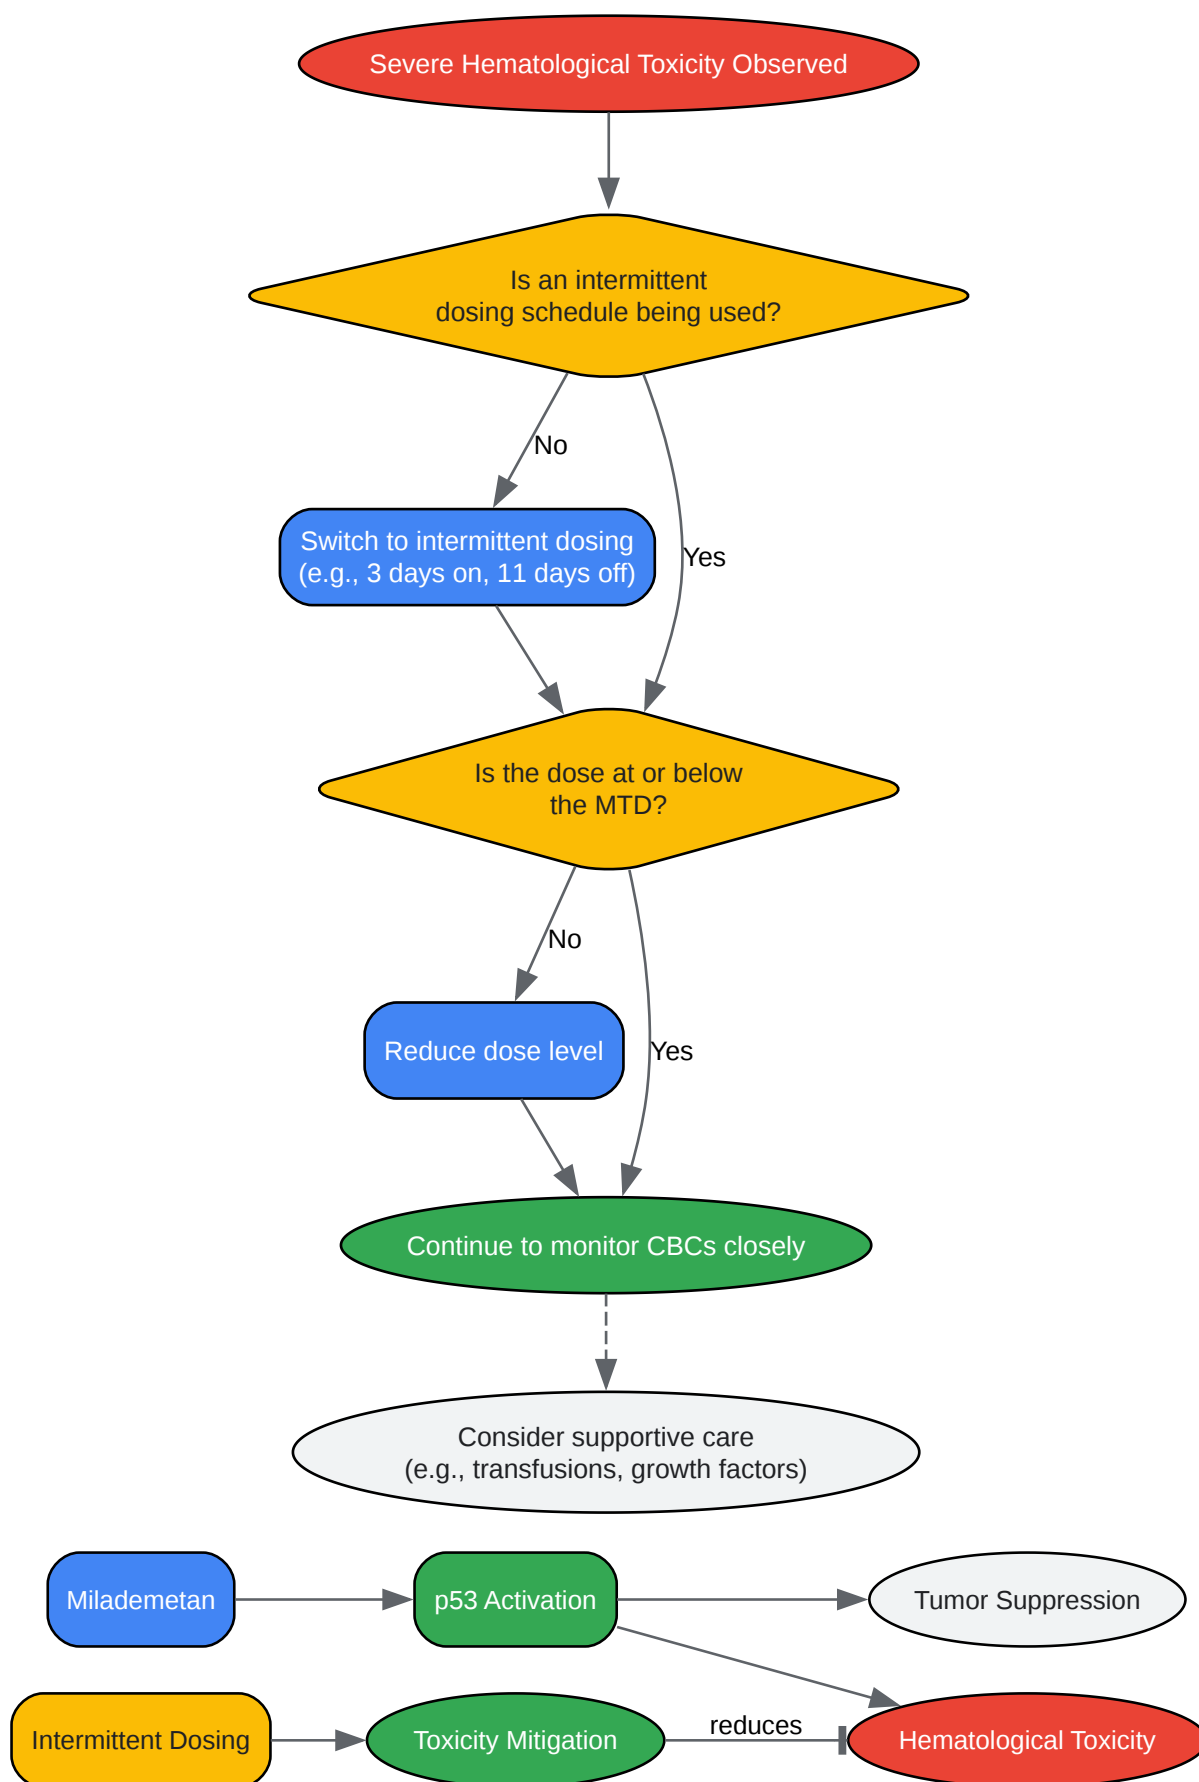 Severe Hematological Toxicity Observed
Is an intermittent
dosing schedule being used?
No
Switch to intermittent dosing
(e.g., 3 days on, 11 days off)
Yes
Is the dose at or below
the MTD?
No
Reduce dose level
Yes
Continue to monitor CBCs closely
Consider supportive care
(e.g., transfusions, growth factors)
Milademetan
p53 Activation
Tumor Suppression
Intermittent Dosing
Toxicity Mitigation
reduces
Hematological Toxicity